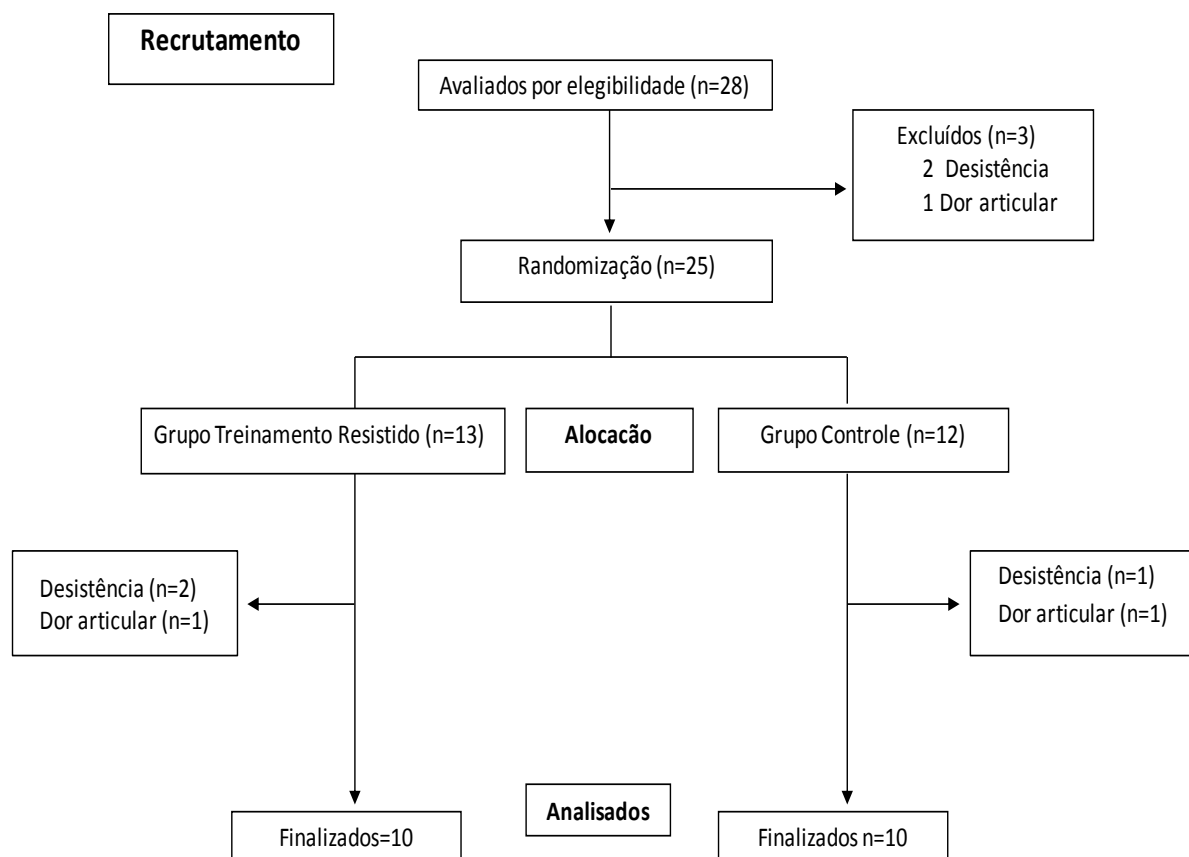 Recrutamento
Avaliados por elegibilidade (n=28)
Excluídos (n=3)
2 Desistência
1 Dor articular
Randomização (n=25)
Grupo Treinamento Resistido (n=13)
Alocacão
Grupo Controle (n=12)
Desistência (n=2)
Dor articular (n=1)
Desistência (n=1)
Dor articular (n=1)
Analisados
Finalizados=10
Finalizados n=10